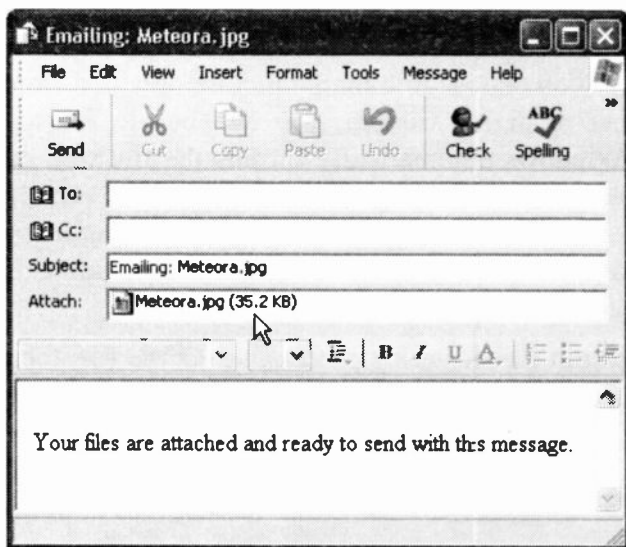 Emailing: Meteora.jpg
File Edit View Insert Format Tools Message Help
Send Cut Copy Paste Undo Check ABC Spelling
To:
Cc:
Subject: Emailing: Meteora.jpg
Attach: Meteora.jpg (35.2 KB)
B I U A
Your files are attached and ready to send with this message.